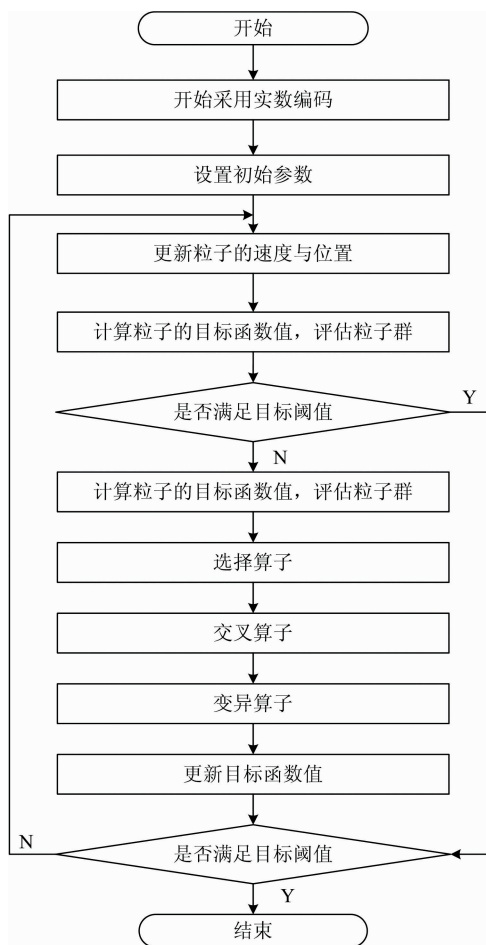 开始
开始采用实数编码
设置初始参数
更新粒子的速度与位置
计算粒子的目标函数值，评估粒子群
是否满足目标阈值
Y
N
计算粒子的目标函数值，评估粒子群
选择算子
交叉算子
变异算子
更新目标函数值
N
是否满足目标阈值
Y
结束